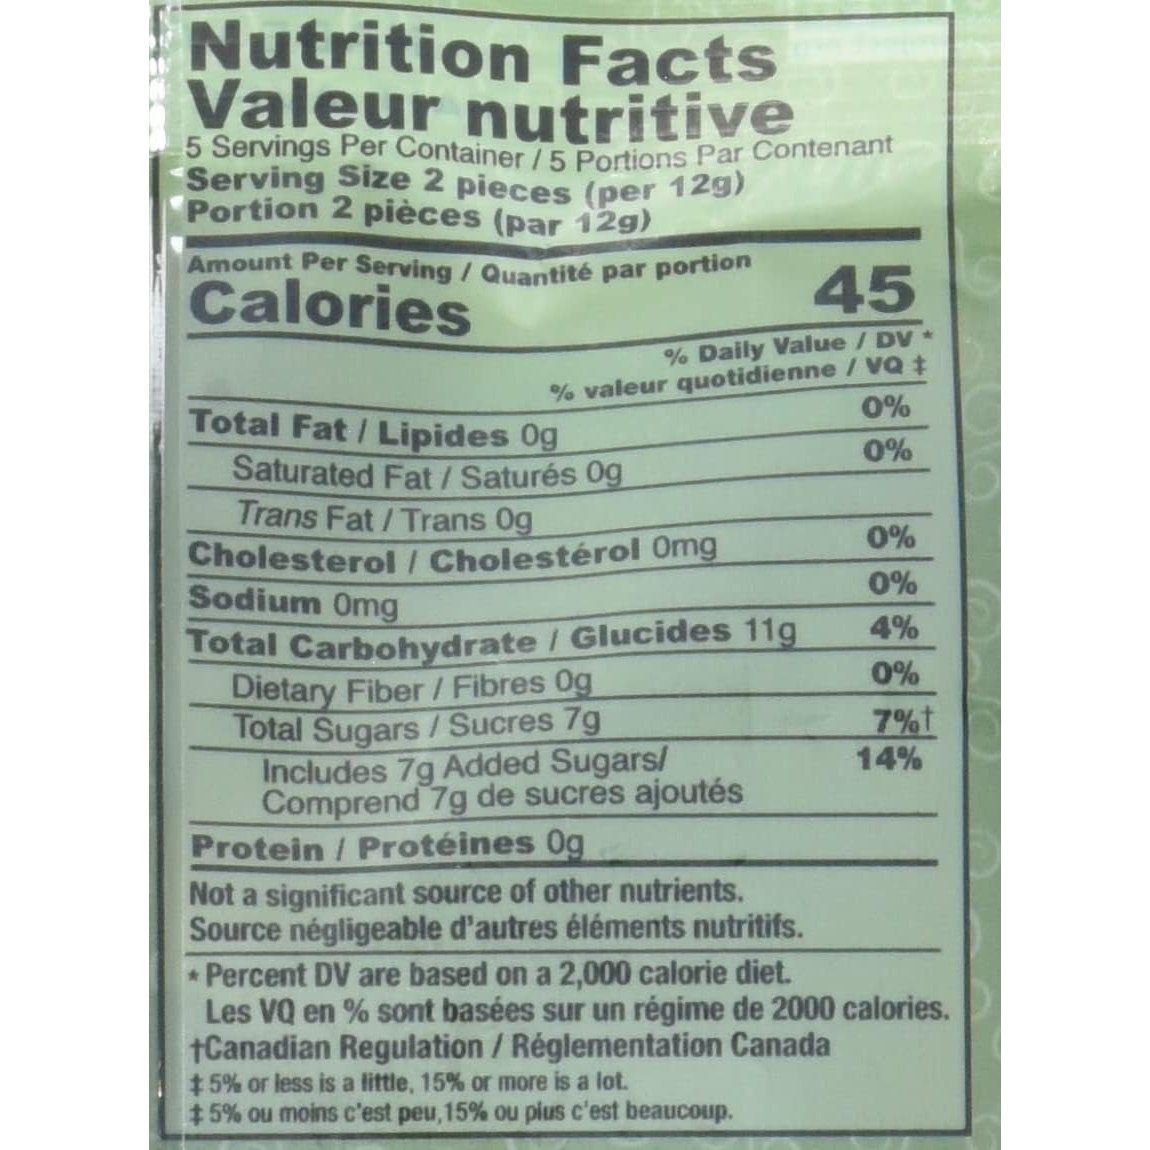 Nutrition Facts
Valeur nutritive
5 Servings Per Container / 5 Portions Par Contenant
Serving Size 2 pieces (per 12g)
Portion 2 pièces (par 12g)
Amount Per Serving / Quantité par portion
Calories 45
% Daily Value / DV *
% valeur quotidienne / VQ ‡
Total Fat / Lipides 0g 0%
Saturated Fat / Saturés 0g 0%
Trans Fat / Trans 0g
Cholesterol / Cholestérol 0mg 0%
Sodium 0mg 0%
Total Carbohydrate / Glucides 11g 4%
Dietary Fiber / Fibres 0g 0%
Total Sugars / Sucres 7g 7%†
Includes 7g Added Sugars/ 14%
Comprend 7g de sucres ajoutés
Protein / Protéines 0g
Not a significant source of other nutrients.
Source négligeable d'autres éléments nutritifs.
* Percent DV are based on a 2,000 calorie diet.
Les VQ en % sont basées sur un régime de 2000 calories.
†Canadian Regulation / Réglementation Canada
‡ 5% or less is a little, 15% or more is a lot.
‡ 5% ou moins c'est peu,15% ou plus c'est beaucoup.